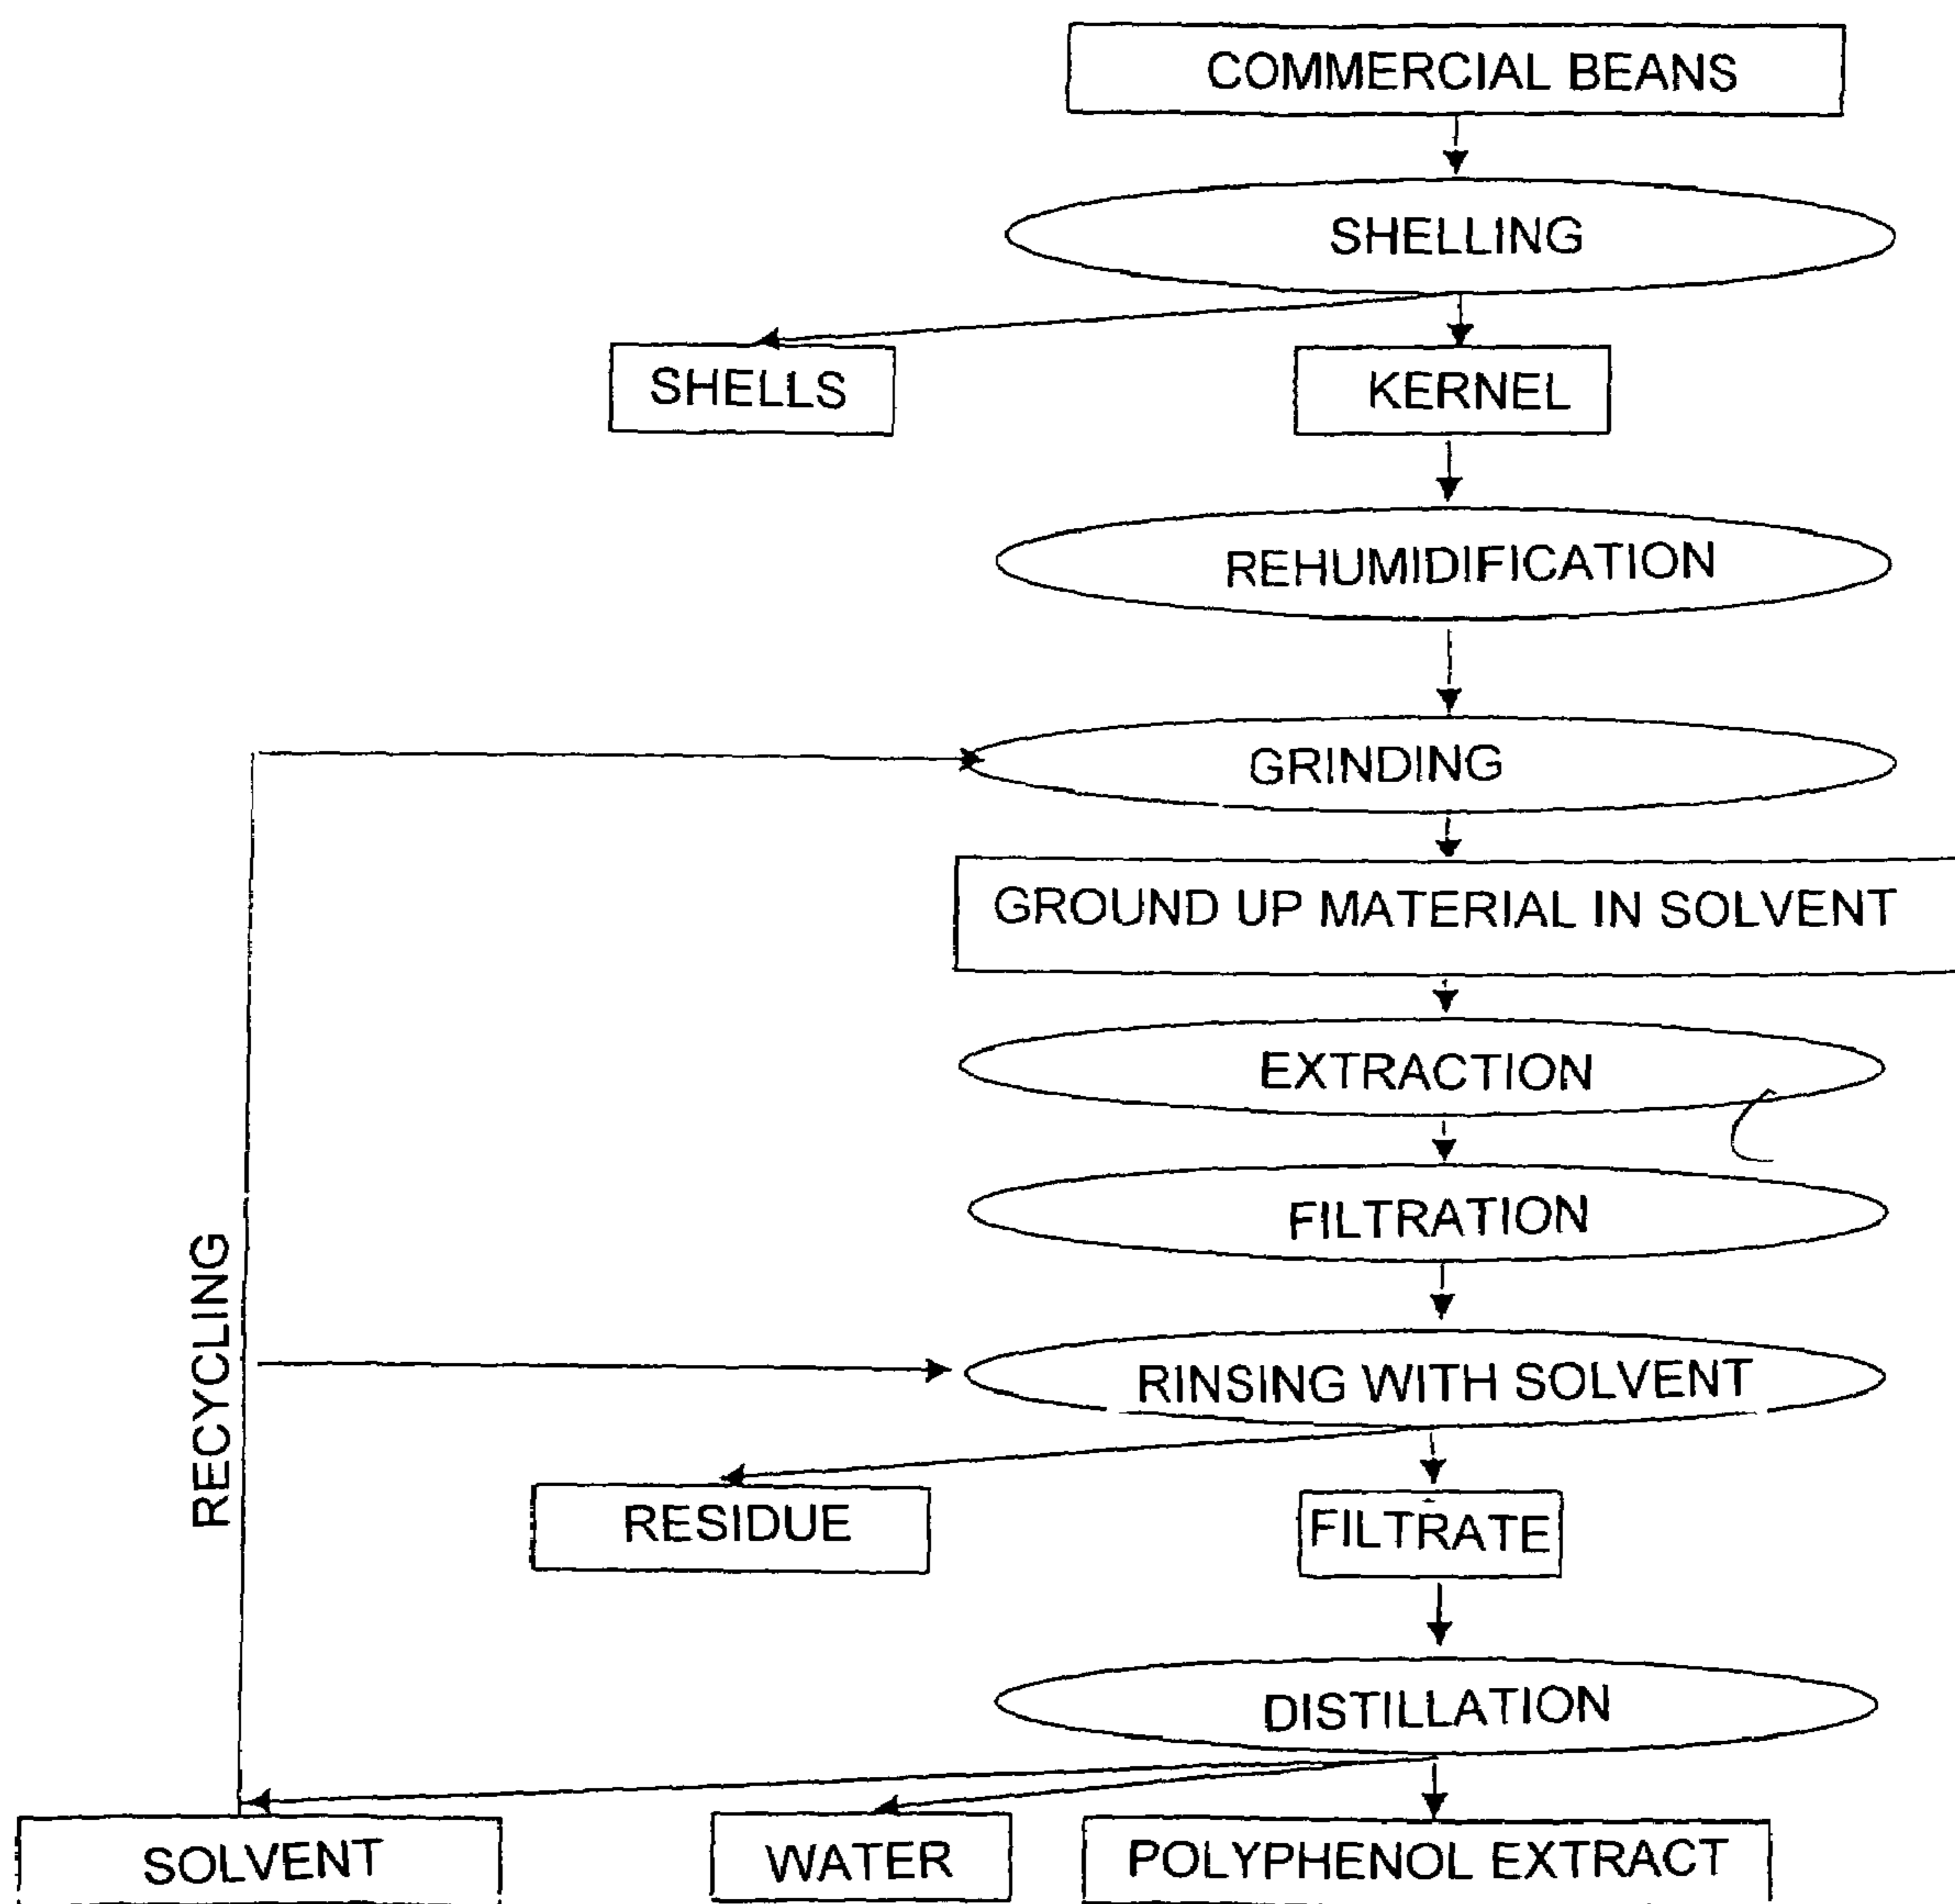 COMMERCIAL BEANS
SHELLING
SHELLS
KERNEL
REHUMIDIFICATION
GRINDING
GROUND UP MATERIAL IN SOLVENT
EXTRACTION
FILTRATION
RECYCLING
RINSING WITH SOLVENT
RESIDUE
FILTRATE
DISTILLATION
SOLVENT
WATER
POLYPHENOL EXTRACT